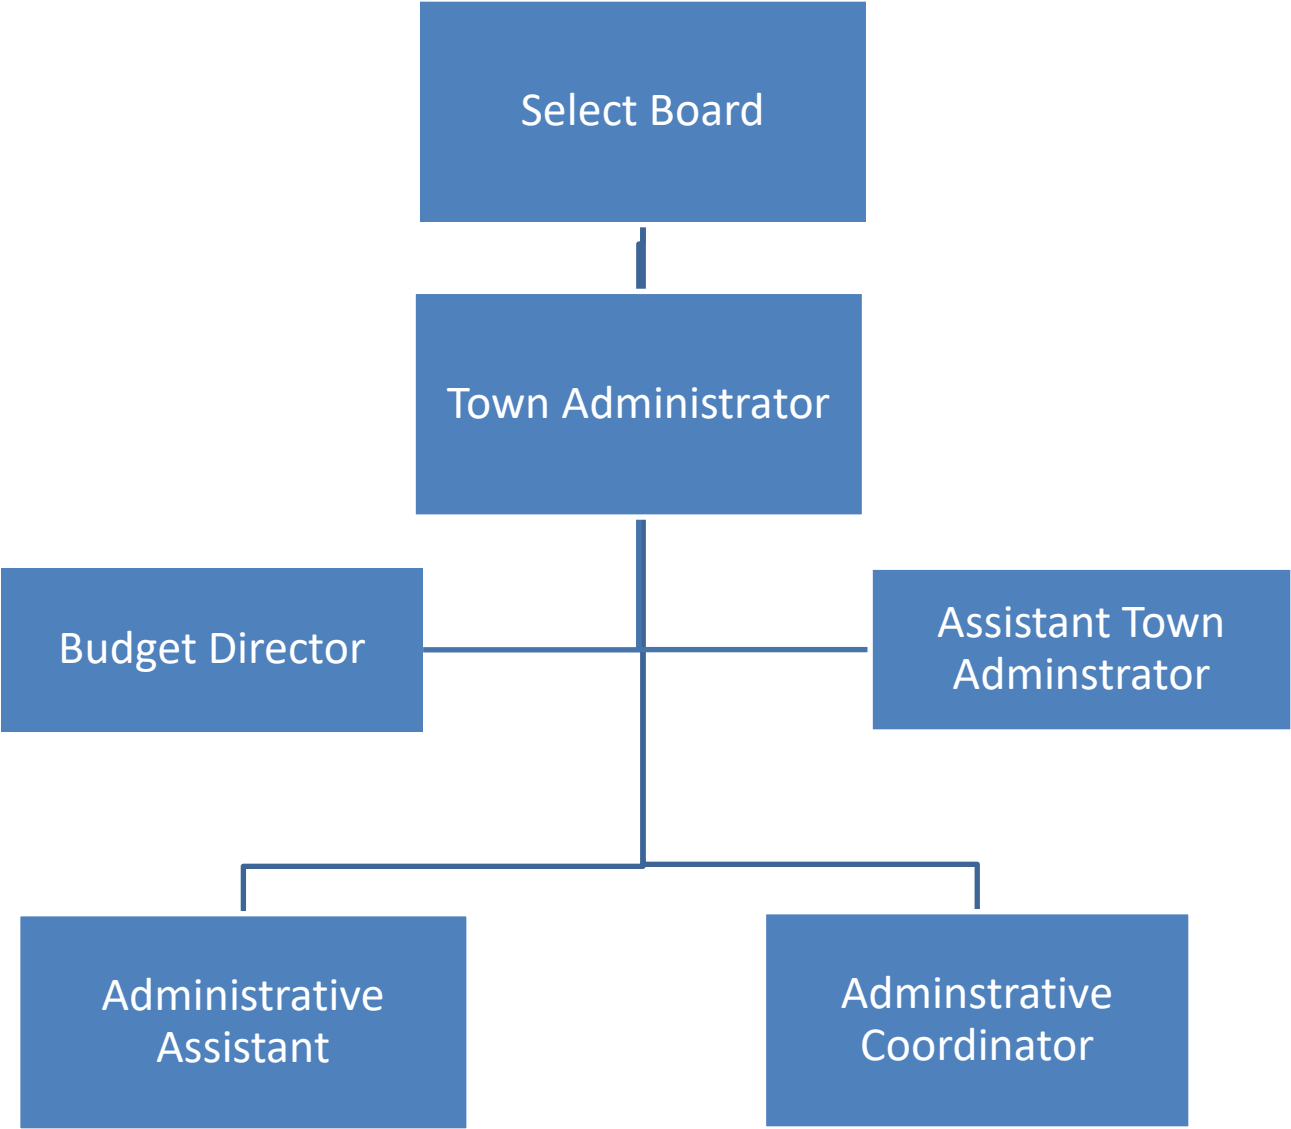 Select Board
Town Administrator
Budget Director
Assistant Town
Adminstrator
Administrative
Assistant
Adminstrative
Coordinator